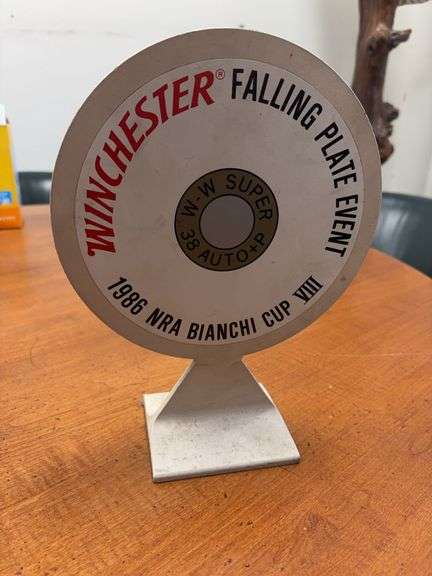 WINCHESTER® FALLING PLATE EVENT
W-W SUPER
38 AUTO+P
1986 NRA BIANCHI CUP VIII